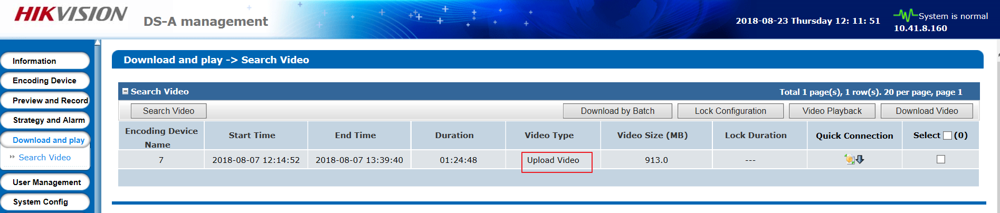 HIKVISION
DS-A management
2018-08-23 Thursday 12: 11: 51
System is normal
10.41.8.160
Information
Encoding Device
Preview and Record
Strategy and Alarm
Download and play
Search Video
User Management
System Config
Download and play -> Search Video
Search Video
Total 1 page(s), 1 row(s). 20 per page, page 1
Search Video
Download by Batch
Lock Configuration
Video Playback
Download Video
Encoding Device
Name
Start Time
End Time
Duration
Video Type
Video Size (MB)
Lock Duration
Quick Connection
Select (0)
7
2018-08-07 12:14:52
2018-08-07 13:39:40
01:24:48
Upload Video
913.0
---